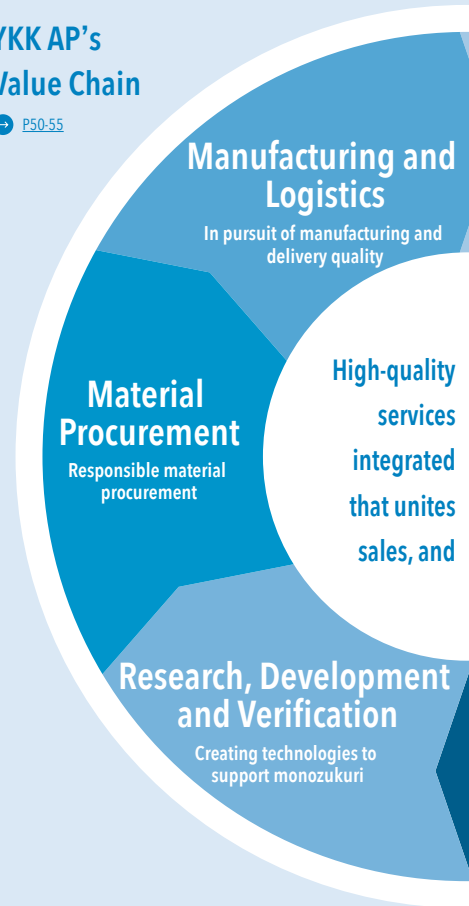 YKK AP's
Value Chain
P50-55
Manufacturing and
Logistics
In pursuit of manufacturing and
delivery quality
Material
Procurement
Responsible material
procurement
High-quality
services
integrated
that unites
sales, and
Research, Development
and Verification
Creating technologies to
support monozukuri